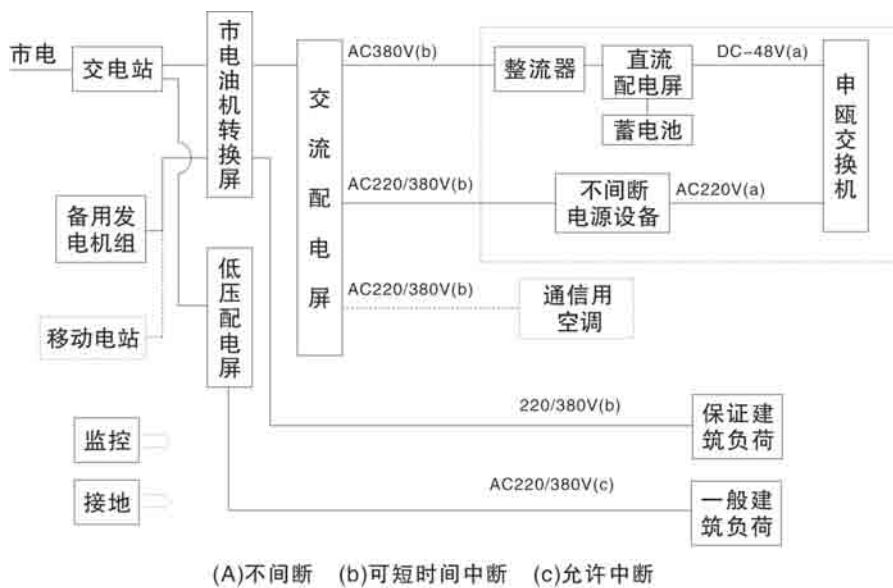 市电
交电站
市电油机转换屏
交流配电屏
AC380V(b)
整流器
直流
配电屏
蓄电池
DC-48V(a)
申瓯交换机
AC220/380V(b)
不间断
电源设备
AC220V(a)
备用发
电机组
移动电站
低压配电屏
AC220/380V(b)
通信用
空调
220/380V(b)
保证建
筑负荷
监控
接地
AC220/380V(c)
一般建
筑负荷
(A)不间断 (b)可短时间中断 (c)允许中断